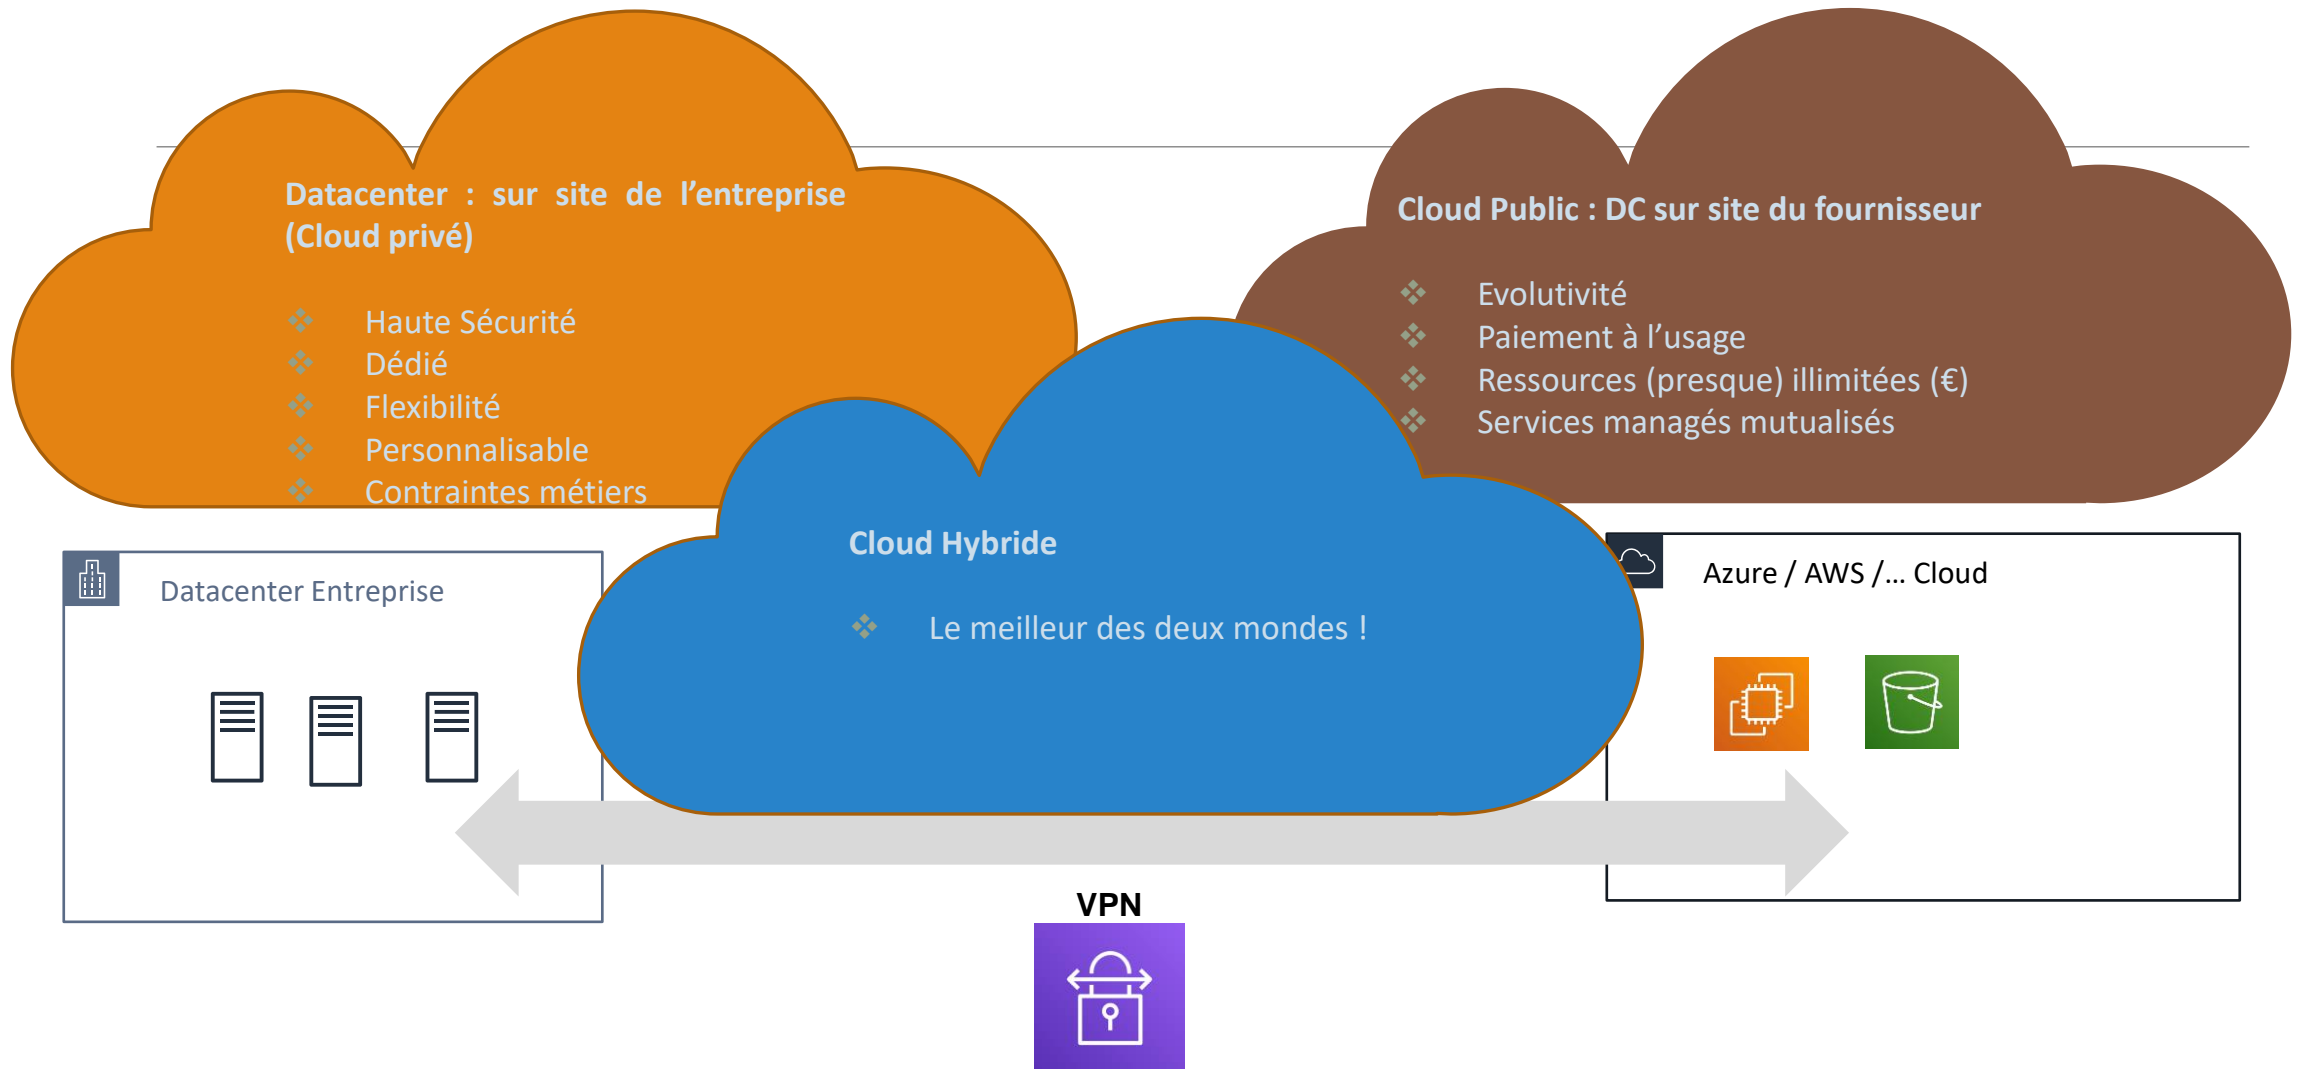 Datacenter : sur site de l’entreprise
(Cloud privé)
❖ Haute Sécurité
❖ Dédié
❖ Flexibilité
❖ Personnalisable
❖ Contraintes métiers
Cloud Public : DC sur site du fournisseur
❖ Evolutivité
❖ Paiement à l’usage
❖ Ressources (presque) illimitées (€)
❖ Services managés mutualisés
Cloud Hybride
❖ Le meilleur des deux mondes !
Datacenter Entreprise
Azure / AWS /… Cloud
VPN